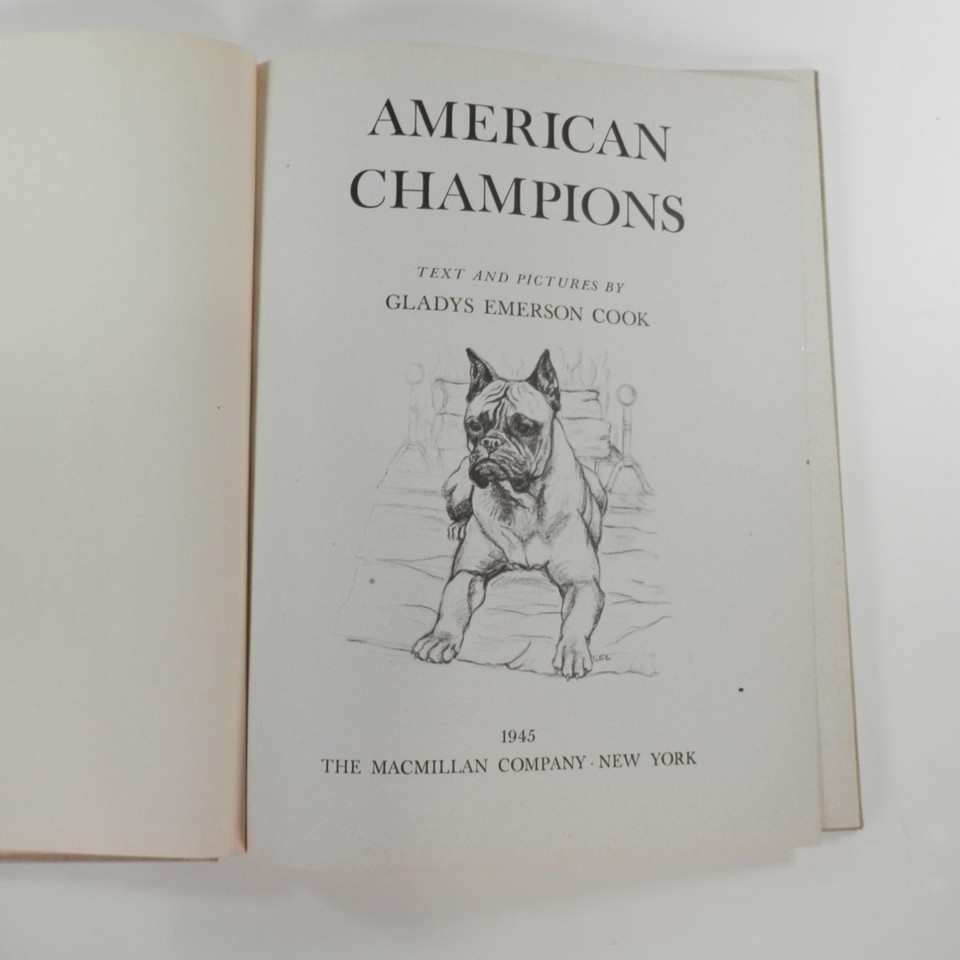 AMERICAN
CHAMPIONS
TEXT AND PICTURES BY
GLADYS EMERSON COOK
1945
THE MACMILLAN COMPANY · NEW YORK